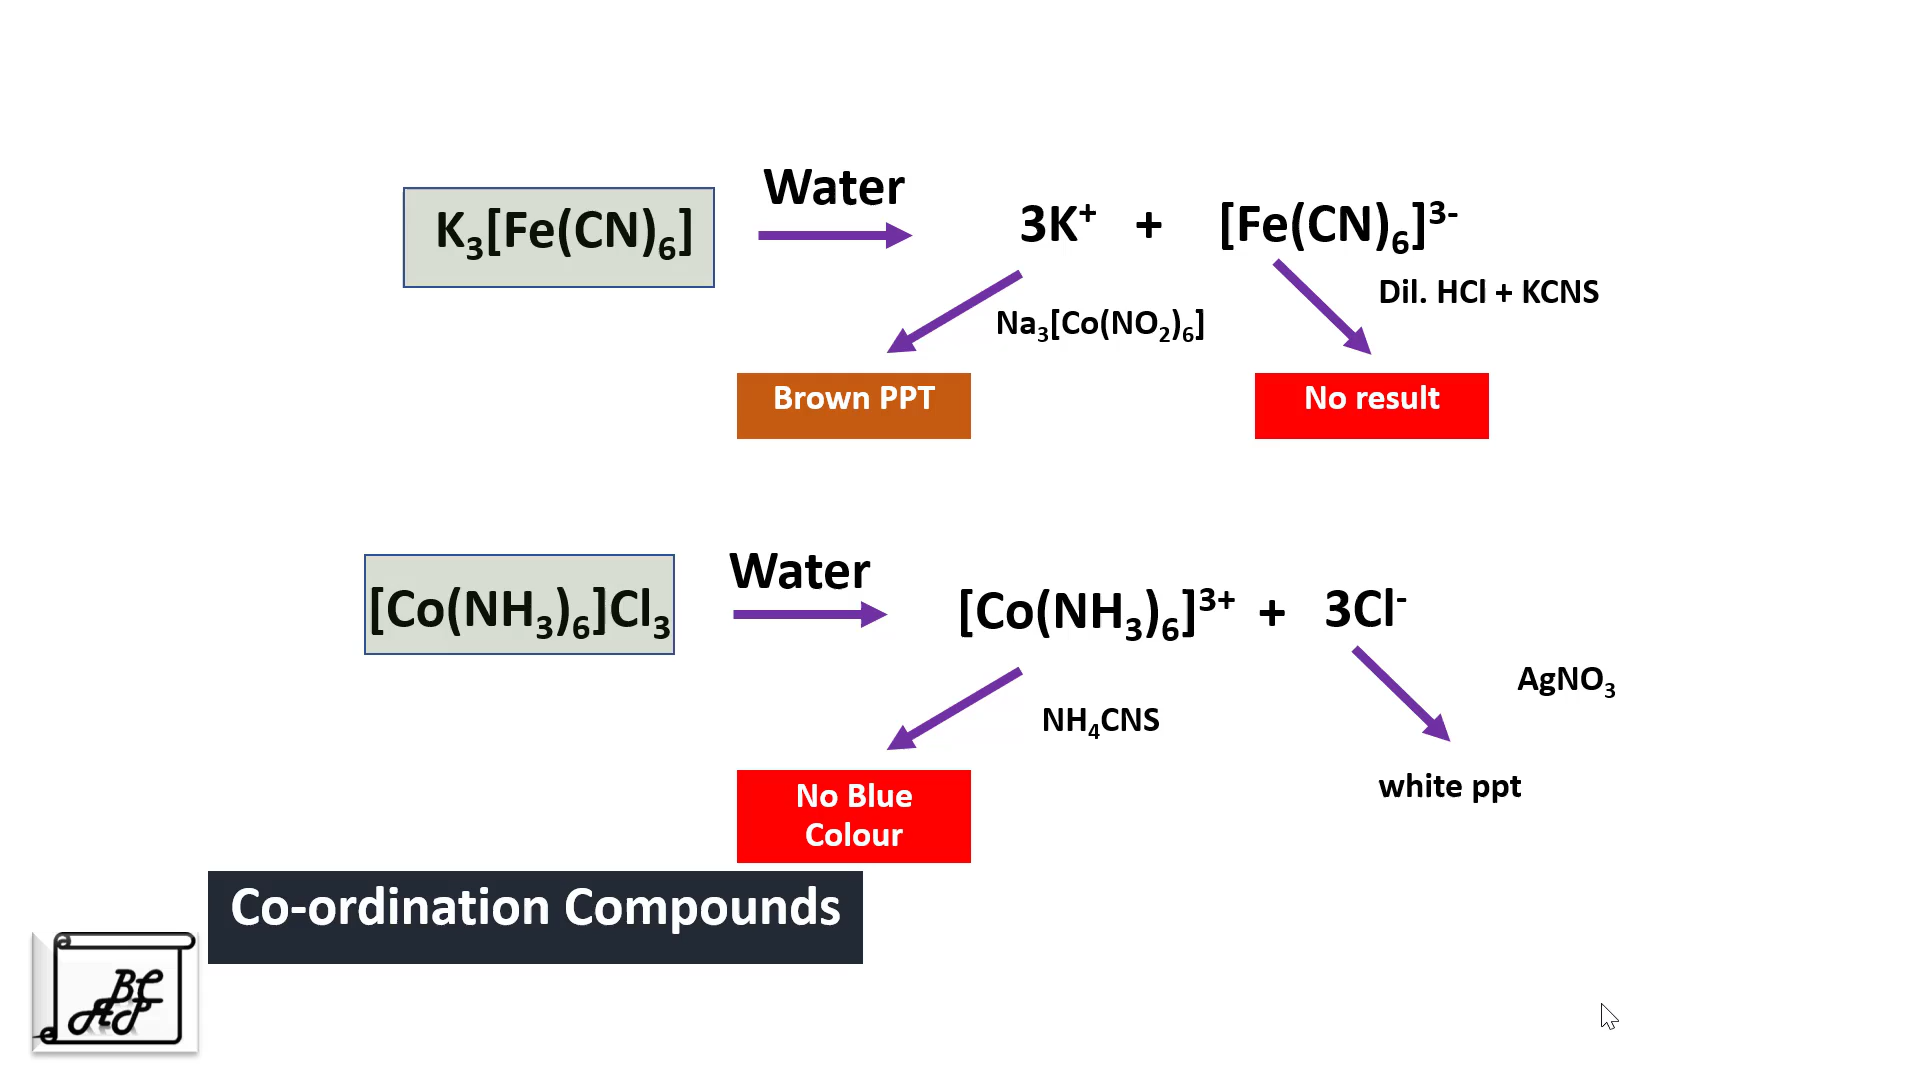 Water
K₃[Fe(CN)₆] 3K⁺ + [Fe(CN)₆]³⁻
Dil. HCl + KCNS
Na₃[Co(NO₂)₆]
Brown PPT No result
Water
[Co(NH₃)₆]Cl₃ [Co(NH₃)₆]³⁺ + 3Cl⁻
AgNO₃
NH₄CNS
white ppt
No Blue
Colour
Co-ordination Compounds